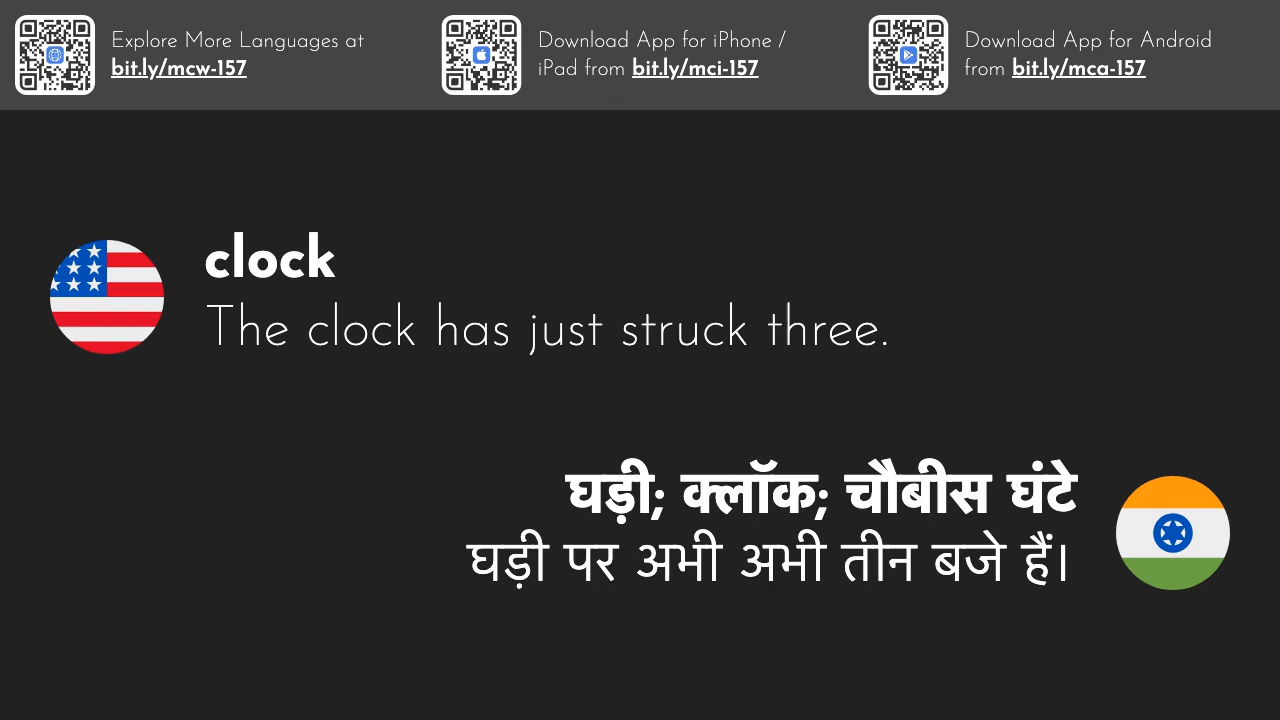 Explore More Languages at
bit.ly/mcw-157
Download App for iPhone /
iPad from bit.ly/mci-157
Download App for Android
from bit.ly/mca-157
clock
The clock has just struck three.
घड़ी; क्लॉक; चौबीस घंटे
घड़ी पर अभी अभी तीन बजे हैं।